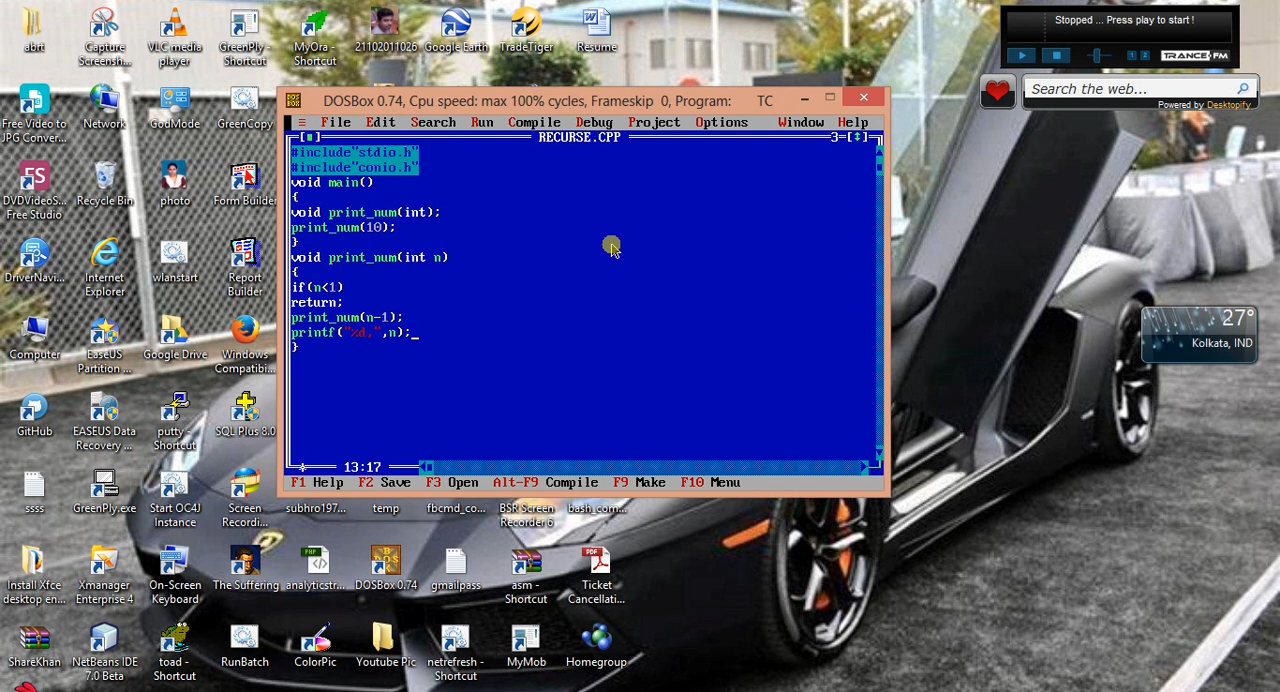 abrt
Capture Screensh...
VLC media player
GreenPly - Shortcut
MyOra - Shortcut
21102011026
Google Earth
TradeTiger
Resume
Stopped ... Press play to start !
1 2
TRANCE•FM
Search the web...
Powered by Desktopify
Free Video to JPG Conver...
Network
GodMode
GreenCopy
DVDVideoS... Free Studio
Recycle Bin
photo
Form Builder
DriverNavi...
Internet Explorer
wlanstart
Report Builder
Computer
EaseUS Partition ...
Google Drive
Windows Compatibi...
GitHub
EASEUS Data Recovery ...
putty - Shortcut
SQL Plus 8.0
ssss
GreenPly.exe
Start OC4J Instance
Screen Recordi...
subhro197...
temp
fbcmd_co...
BSR Screen Recorder 6
bash_com...
Install Xfce desktop en...
Xmanager Enterprise 4
On-Screen Keyboard
The Suffering
analyticstr...
DOSBox 0.74
gmailpass
asm - Shortcut
Ticket Cancellati...
ShareKhan
NetBeans IDE 7.0 Beta
toad - Shortcut
RunBatch
ColorPic
Youtube Pic
netrefresh - Shortcut
MyMob
Homegroup
DOSBox 0.74, Cpu speed: max 100% cycles, Frameskip 0, Program: TC
≡ File Edit Search Run Compile Debug Project Options Window Help
RECURSE.CPP 3=[↕]
#include"stdio.h"
#include"conio.h"
void main()
{
void print_num(int);
print_num(10);
}
void print_num(int n)
{
if(n<1)
return;
print_num(n-1);
printf("%d,",n);_
}
13:17
F1 Help F2 Save F3 Open Alt-F9 Compile F9 Make F10 Menu
27°
Kolkata, IND